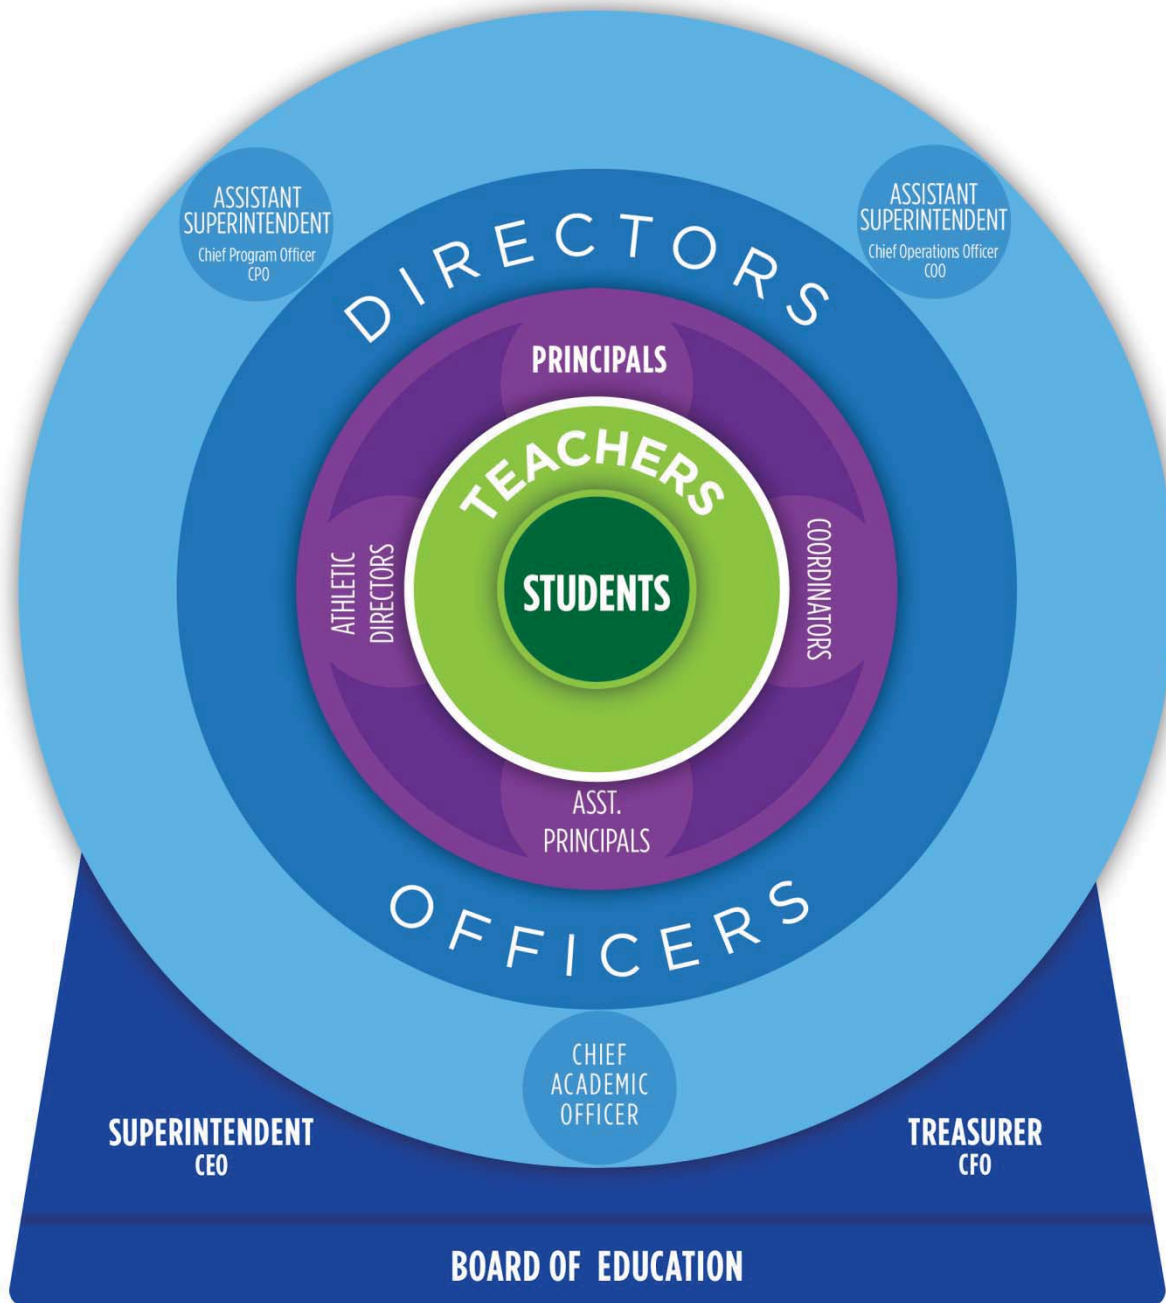 ASSISTANT
SUPERINTENDENT
Chief Program Officer
CPO
ASSISTANT
SUPERINTENDENT
Chief Operations Officer
COO
DIRECTORS
PRINCIPALS
TEACHERS
ATHLETIC
DIRECTORS
STUDENTS
COORDINATORS
ASST.
PRINCIPALS
OFFICERS
CHIEF
ACADEMIC
OFFICER
SUPERINTENDENT
CEO
TREASURER
CFO
BOARD OF EDUCATION